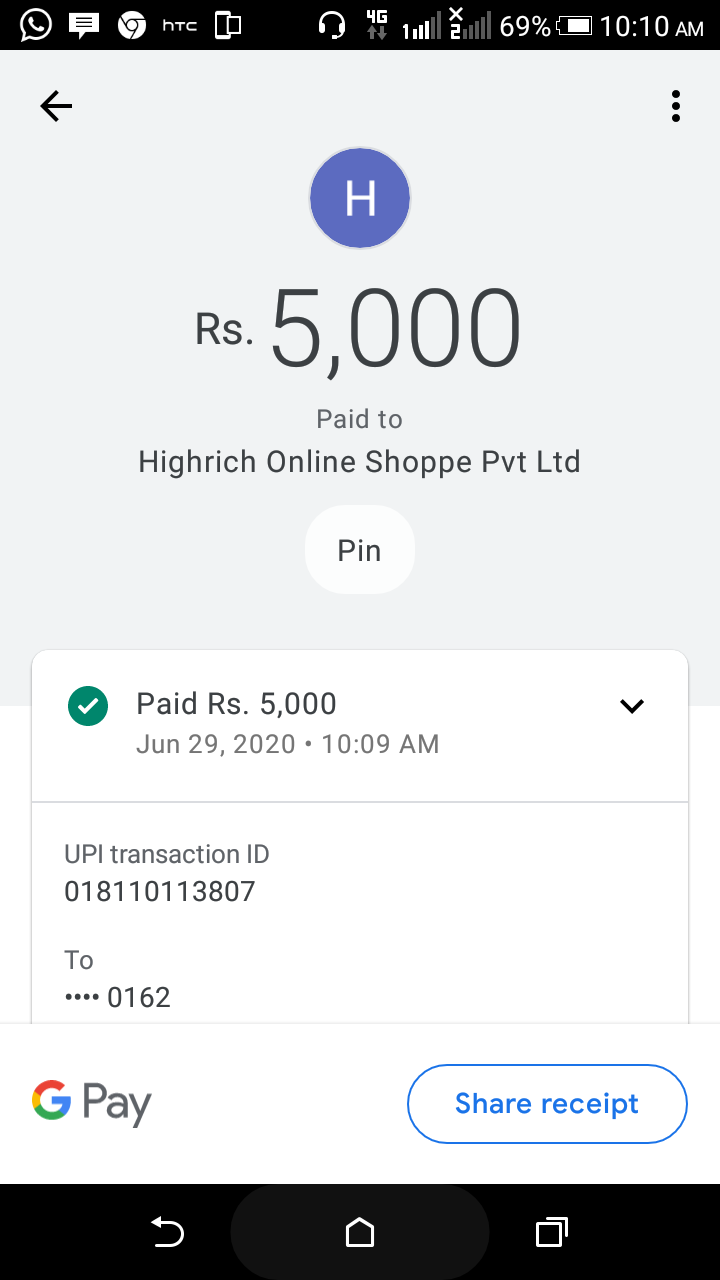 hTC 4G 1 2 69% 10:10 AM
H
Rs. 5,000
Paid to
Highrich Online Shoppe Pvt Ltd
Pin
Paid Rs. 5,000
Jun 29, 2020 • 10:09 AM
UPI transaction ID
018110113807
To
•••• 0162
G Pay
Share receipt